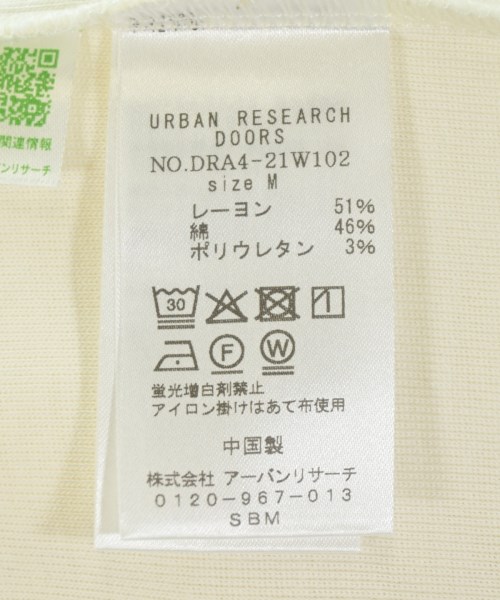 関連情報
バンリサーチ
URBAN RESEARCH
DOORS
NO.DRA4-21W102
size M
レーヨン 51%
綿 46%
ポリウレタン 3%
30
F W
蛍光増白剤禁止
アイロン掛けはあて布使用
中国製
株式会社 アーバンリサーチ
0120-967-013
SBM